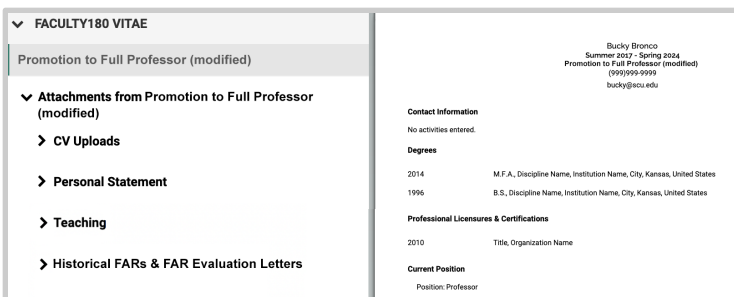 FACULTY180 VITAE
Promotion to Full Professor (modified)
Attachments from Promotion to Full Professor
(modified)
CV Uploads
Personal Statement
Teaching
Historical FARs & FAR Evaluation Letters
Bucky Bronco
Summer 2017 - Spring 2024
Promotion to Full Professor (modified)
(999)999-9999
bucky@scu.edu
Contact Information
No activities entered.
Degrees
2014 M.F.A., Discipline Name, Institution Name, City, Kansas, United States
1996 B.S., Discipline Name, Institution Name, City, Kansas, United States
Professional Licensures & Certifications
2010 Title, Organization Name
Current Position
Position: Professor